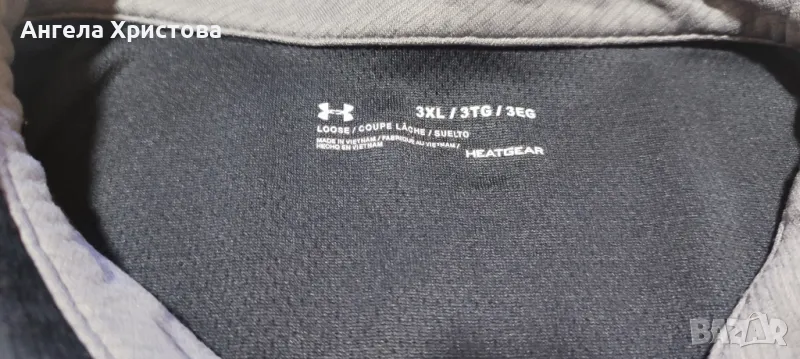 Ангела Христова
3XL / 3TG / 3EG
LOOSE / COUPE LÂCHE / SUELTO
MADE IN VIETNAM / FABRIQUÉ AU VIETNAM /
HECHO EN VIETNAM
HEATGEAR
BAZAR